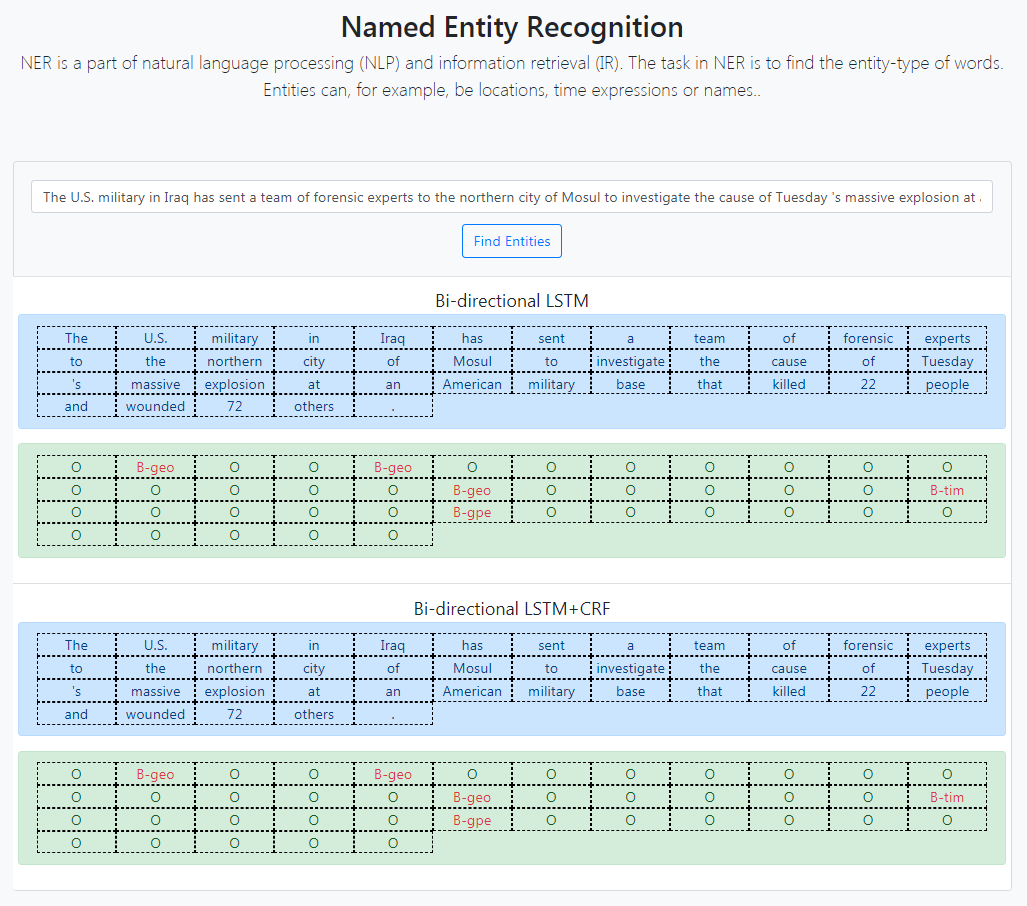 Named Entity Recognition
NER is a part of natural language processing (NLP) and information retrieval (IR). The task in NER is to find the entity-type of words.
Entities can, for example, be locations, time expressions or names..
The U.S. military in Iraq has sent a team of forensic experts to the northern city of Mosul to investigate the cause of Tuesday 's massive explosion at
Find Entities
Bi-directional LSTM
The U.S. military in Iraq has sent a team of forensic experts
to the northern city of Mosul to investigate the cause of Tuesday
's massive explosion at an American military base that killed 22 people
and wounded 72 others .
O B-geo O O B-geo O O O O O O O
O O O O O B-geo O O O O O B-tim
O O O O O B-gpe O O O O O O
O O O O O
Bi-directional LSTM+CRF
The U.S. military in Iraq has sent a team of forensic experts
to the northern city of Mosul to investigate the cause of Tuesday
's massive explosion at an American military base that killed 22 people
and wounded 72 others .
O B-geo O O B-geo O O O O O O O
O O O O O B-geo O O O O O B-tim
O O O O O B-gpe O O O O O O
O O O O O